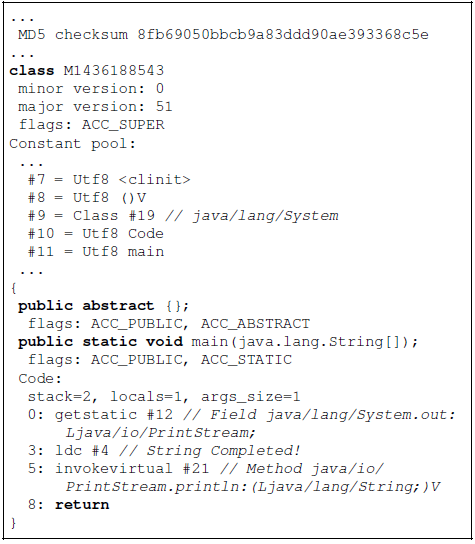 ...
MD5 checksum 8fb69050bbcb9a83ddd90ae393368c5e
...
class M1436188543
minor version: 0
major version: 51
flags: ACC_SUPER
Constant pool:
...
#7 = Utf8 <clinit>
#8 = Utf8 ()V
#9 = Class #19 // java/lang/System
#10 = Utf8 Code
#11 = Utf8 main
...
{
public abstract {};
flags: ACC_PUBLIC, ACC_ABSTRACT
public static void main(java.lang.String[]);
flags: ACC_PUBLIC, ACC_STATIC
Code:
stack=2, locals=1, args_size=1
0: getstatic #12 // Field java/lang/System.out:
Ljava/io/PrintStream;
3: ldc #4 // String Completed!
5: invokevirtual #21 // Method java/io/
PrintStream.println:(Ljava/lang/String;)V
8: return
}